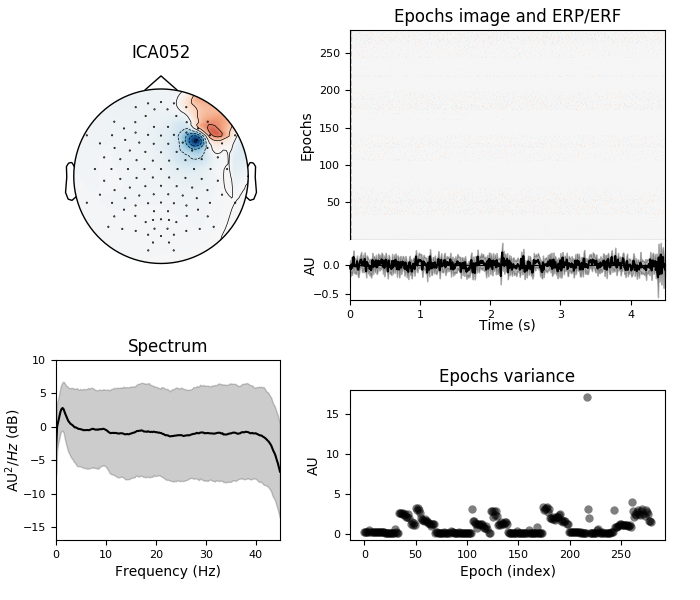 ICA052
Epochs image and ERP/ERF
Epochs
250
200
150
100
50
AU
0.0
−0.5
0 1 2 3 4
Time (s)
Spectrum
AU²/Hz (dB)
10
5
0
−5
−10
−15
0 10 20 30 40
Frequency (Hz)
Epochs variance
AU
15
10
5
0
0 50 100 150 200 250
Epoch (index)